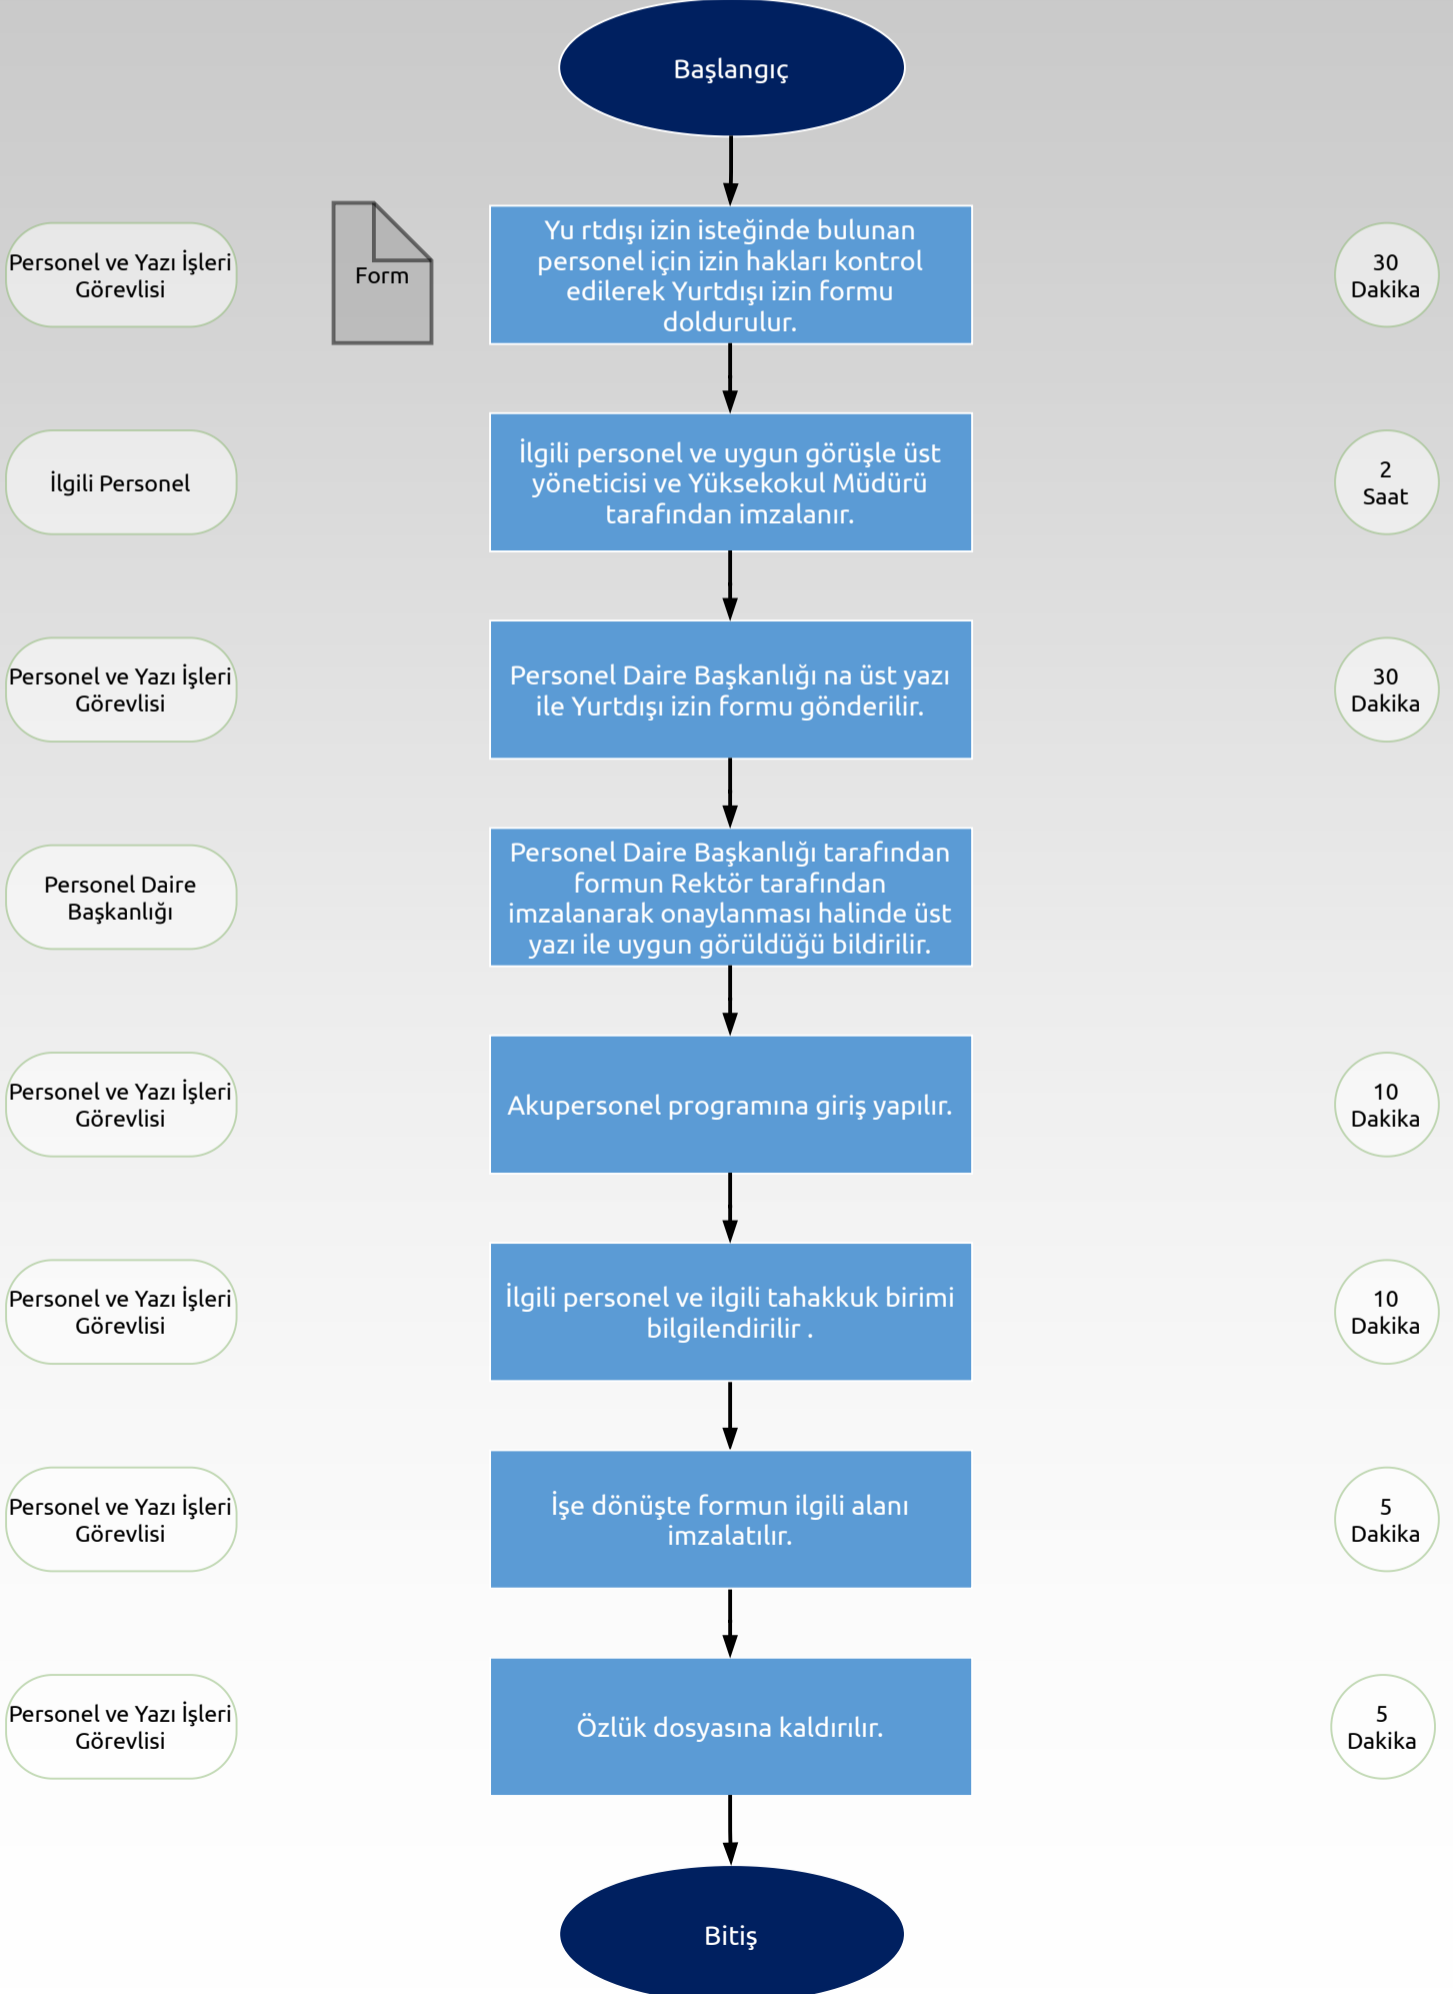 Başlangıç
Personel ve Yazı İşleri
Görevlisi
Form
Yu rtdışı izin isteğinde bulunan
personel için izin hakları kontrol
edilerek Yurtdışı izin formu
doldurulur.
30
Dakika
İlgili Personel
İlgili personel ve uygun görüşle üst
yöneticisi ve Yüksekokul Müdürü
tarafından imzalanır.
2
Saat
Personel ve Yazı İşleri
Görevlisi
Personel Daire Başkanlığı na üst yazı
ile Yurtdışı izin formu gönderilir.
30
Dakika
Personel Daire
Başkanlığı
Personel Daire Başkanlığı tarafından
formun Rektör tarafından
imzalanarak onaylanması halinde üst
yazı ile uygun görüldüğü bildirilir.
Personel ve Yazı İşleri
Görevlisi
Akupersonel programına giriş yapılır.
10
Dakika
Personel ve Yazı İşleri
Görevlisi
İlgili personel ve ilgili tahakkuk birimi
bilgilendirilir .
10
Dakika
Personel ve Yazı İşleri
Görevlisi
İşe dönüşte formun ilgili alanı
imzalatılır.
5
Dakika
Personel ve Yazı İşleri
Görevlisi
Özlük dosyasına kaldırılır.
5
Dakika
Bitiş